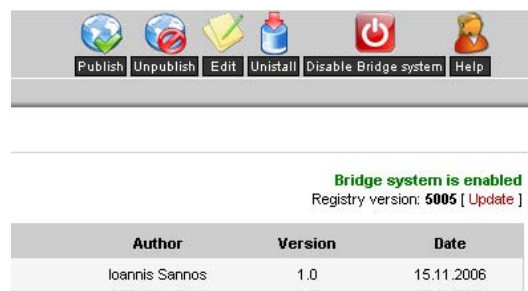 Publish Unpublish Edit Unistall Disable Bridge system Help
Bridge system is enabled
Registry version: 5005 [ Update ]
Author Version Date
Ioannis Sannos 1.0 15.11.2006